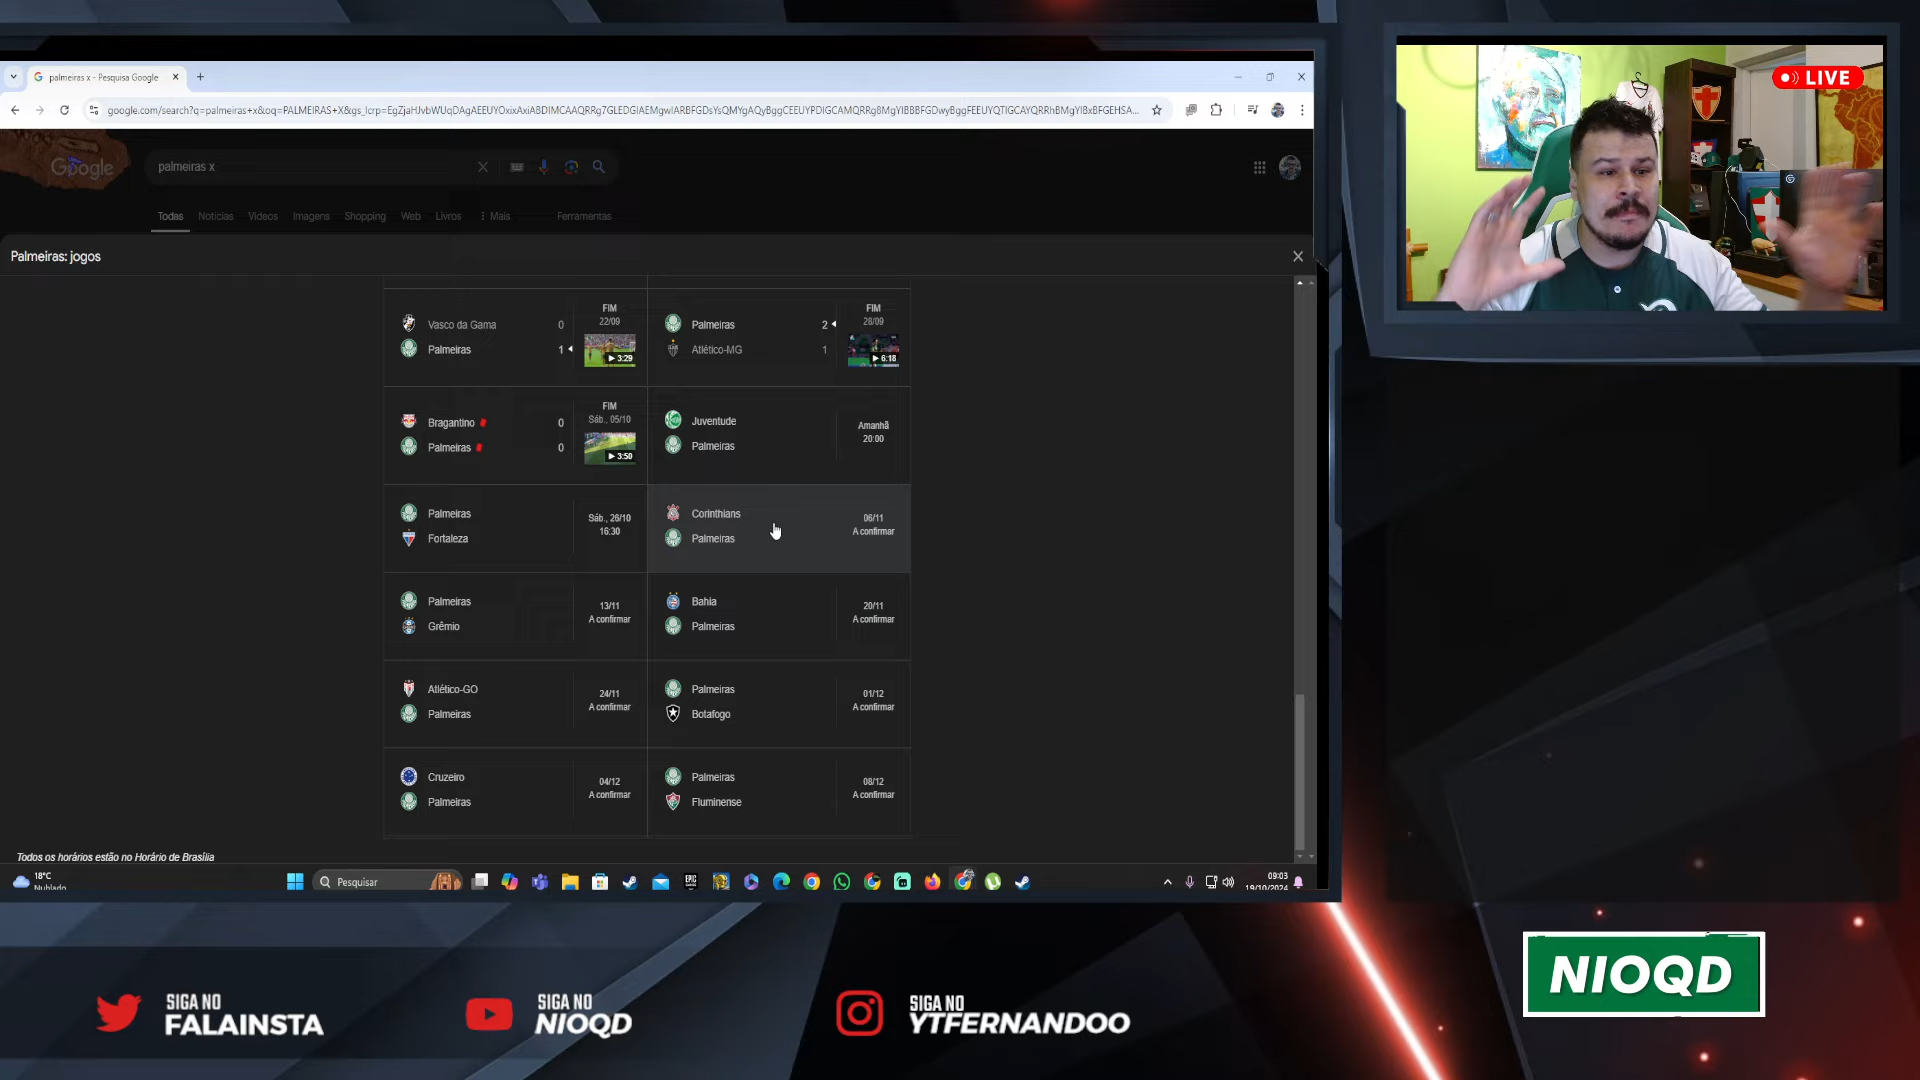 palmeiras x - Pesquisa Google
LIVE
Google
palmeiras x
Todas
Notícias
Vídeos
Imagens
Shopping
Web
Livros
Mais
Ferramentas
Palmeiras: jogos
Vasco da Gama 0
Palmeiras 1
FIM
22/09
3:29
Palmeiras 2
Atlético-MG 1
FIM
28/09
6:18
Bragantino 0
Palmeiras 0
FIM
Sáb., 05/10
3:50
Juventude
Palmeiras
Amanhã
20:00
Palmeiras
Fortaleza
Sáb., 26/10
16:30
Corinthians
Palmeiras
06/11
A confirmar
Palmeiras
Grêmio
13/11
A confirmar
Bahia
Palmeiras
20/11
A confirmar
Atlético-GO
Palmeiras
24/11
A confirmar
Palmeiras
Botafogo
01/12
A confirmar
Cruzeiro
Palmeiras
04/12
A confirmar
Palmeiras
Fluminense
08/12
A confirmar
Todos os horários estão no Horário de Brasília
18°C
Nublado
Pesquisar
EPIC
09:03
19/10/2024
SIGA NO
FALAINSTA
SIGA NO
NIOQD
SIGA NO
YTFERNANDOO
NIOQD